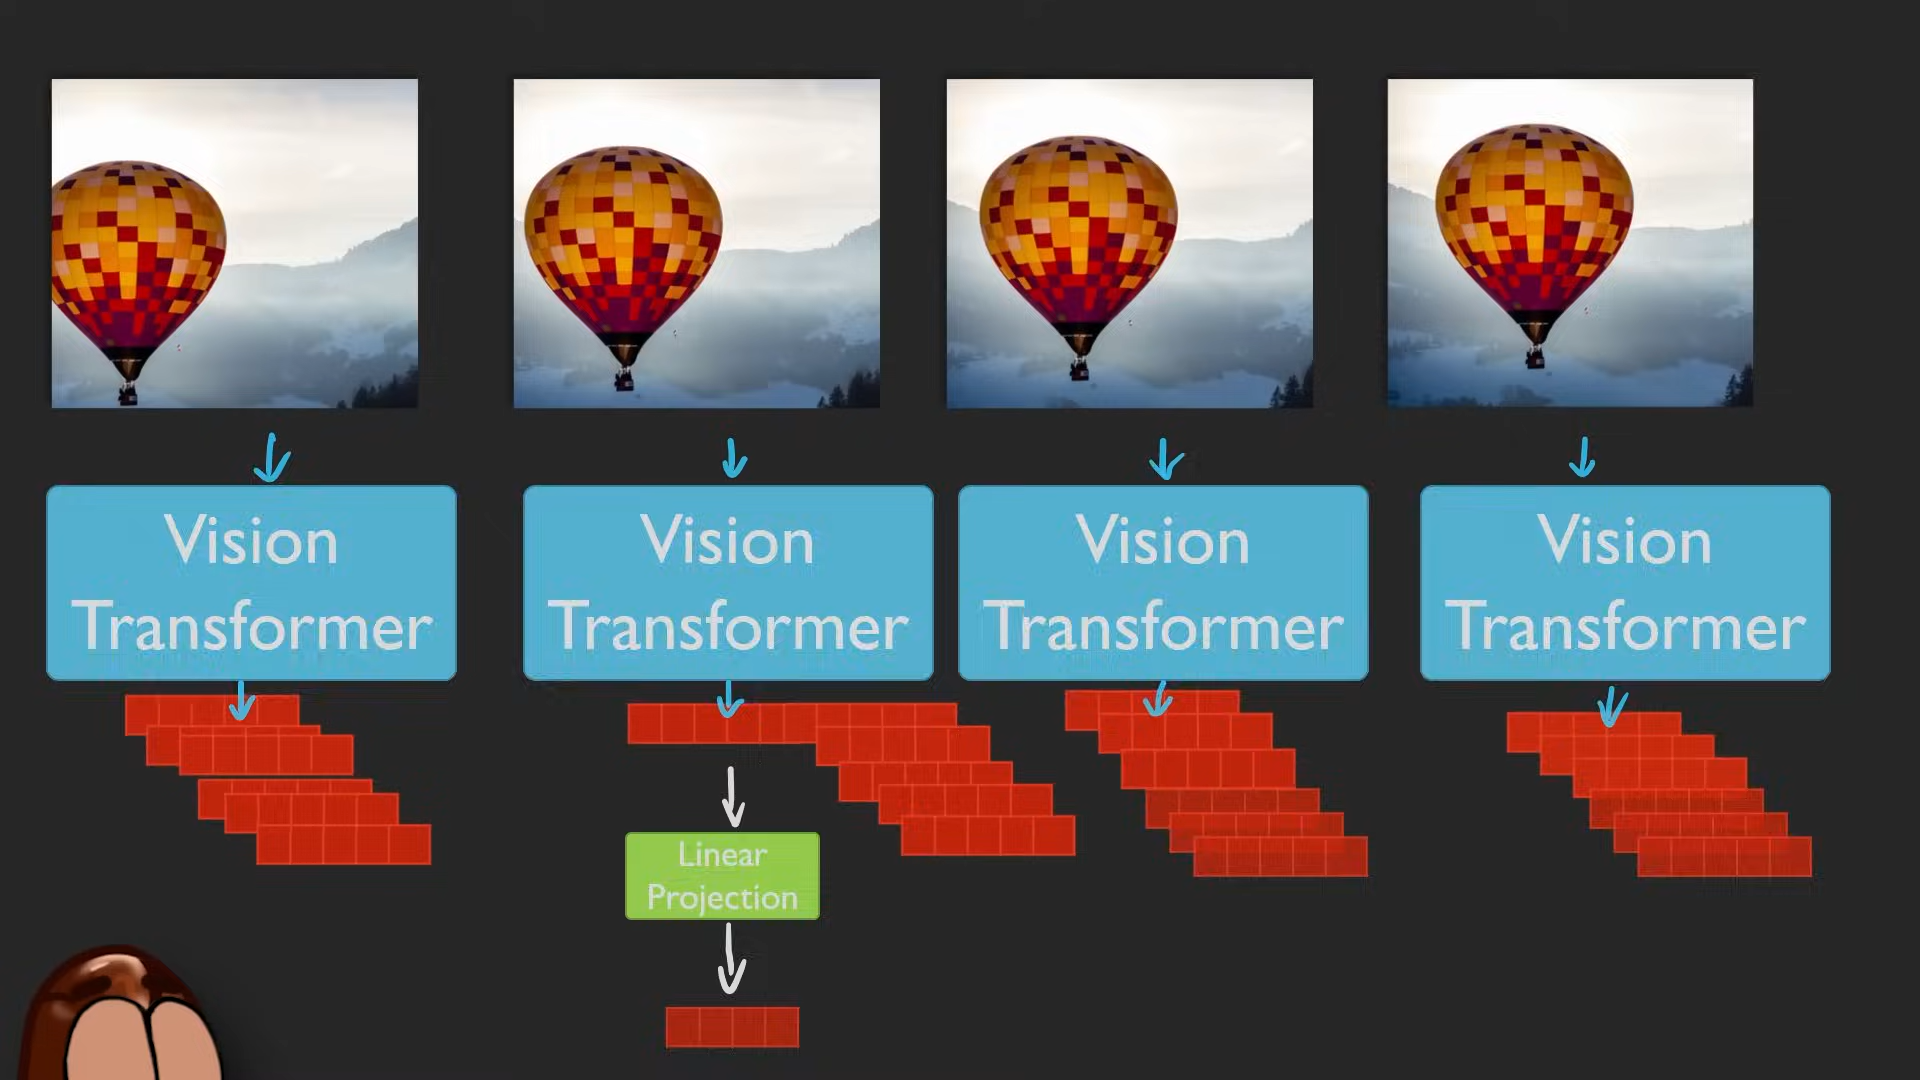 Vision
Transformer
Vision
Transformer
Vision
Transformer
Vision
Transformer
Linear
Projection